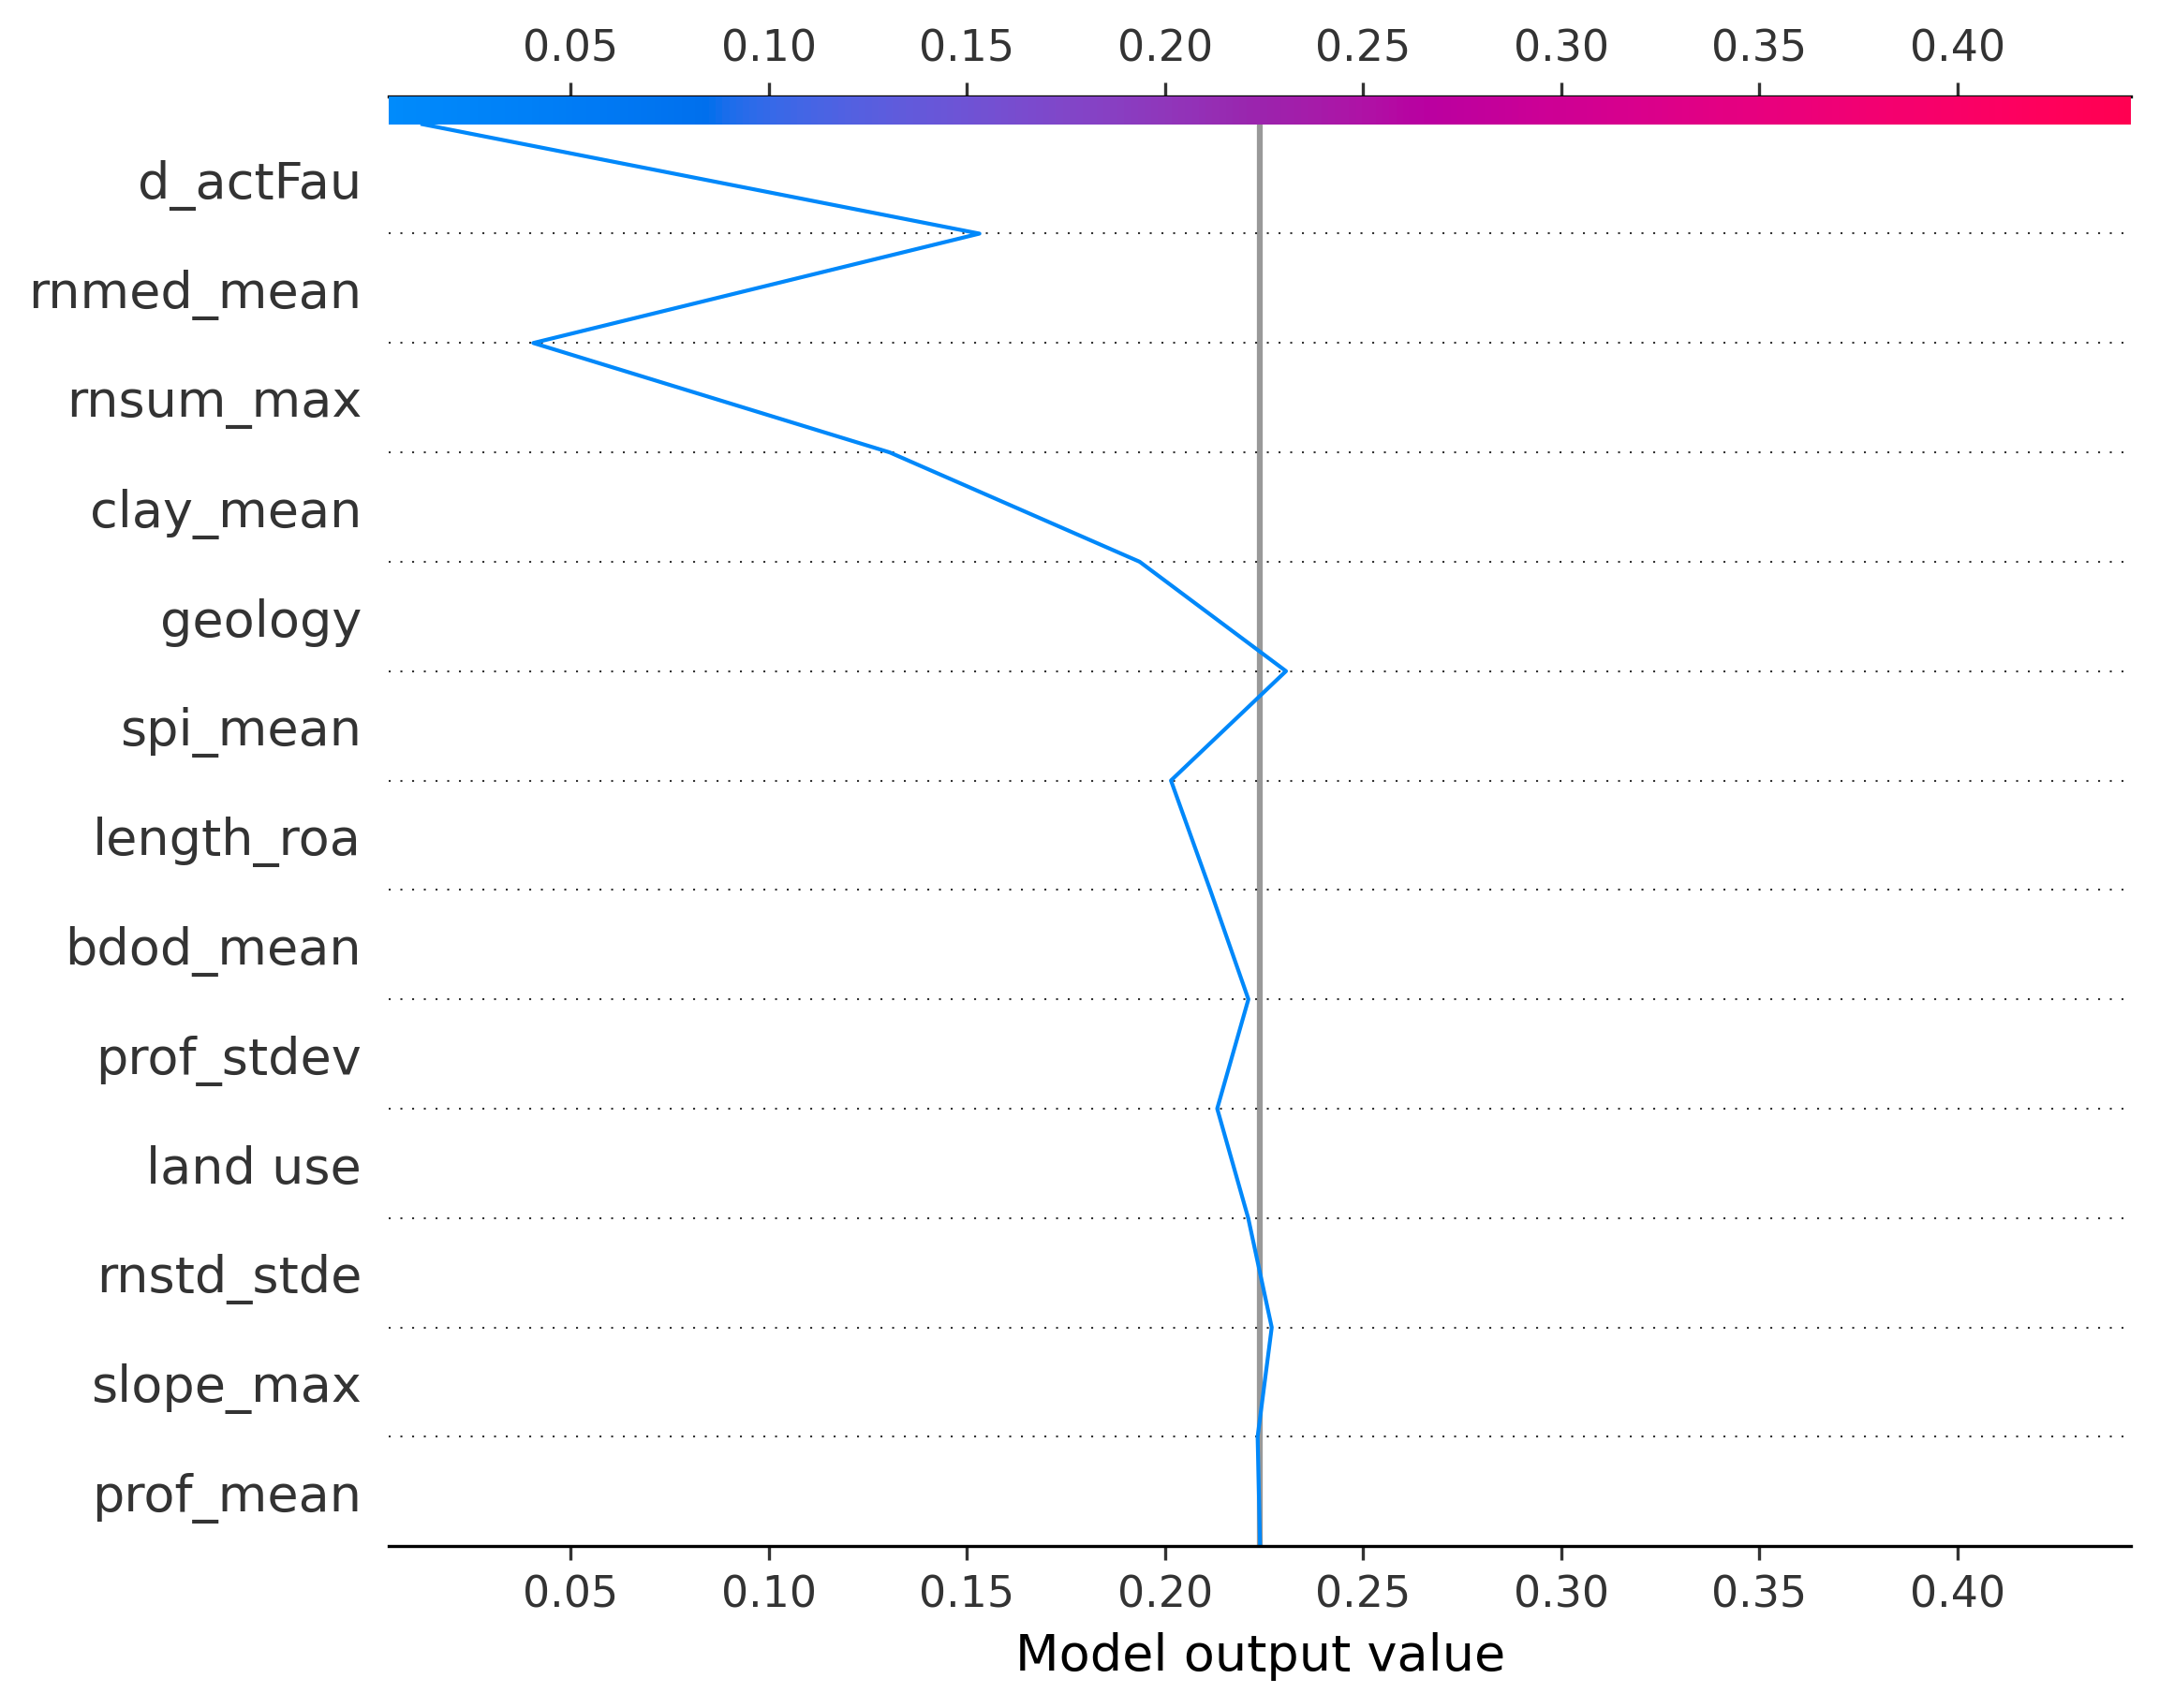 0.05 0.10 0.15 0.20 0.25 0.30 0.35 0.40
d_actFau
rnmed_mean
rnsum_max
clay_mean
geology
spi_mean
length_roa
bdod_mean
prof_stdev
land use
rnstd_stde
slope_max
prof_mean
0.05 0.10 0.15 0.20 0.25 0.30 0.35 0.40
Model output value